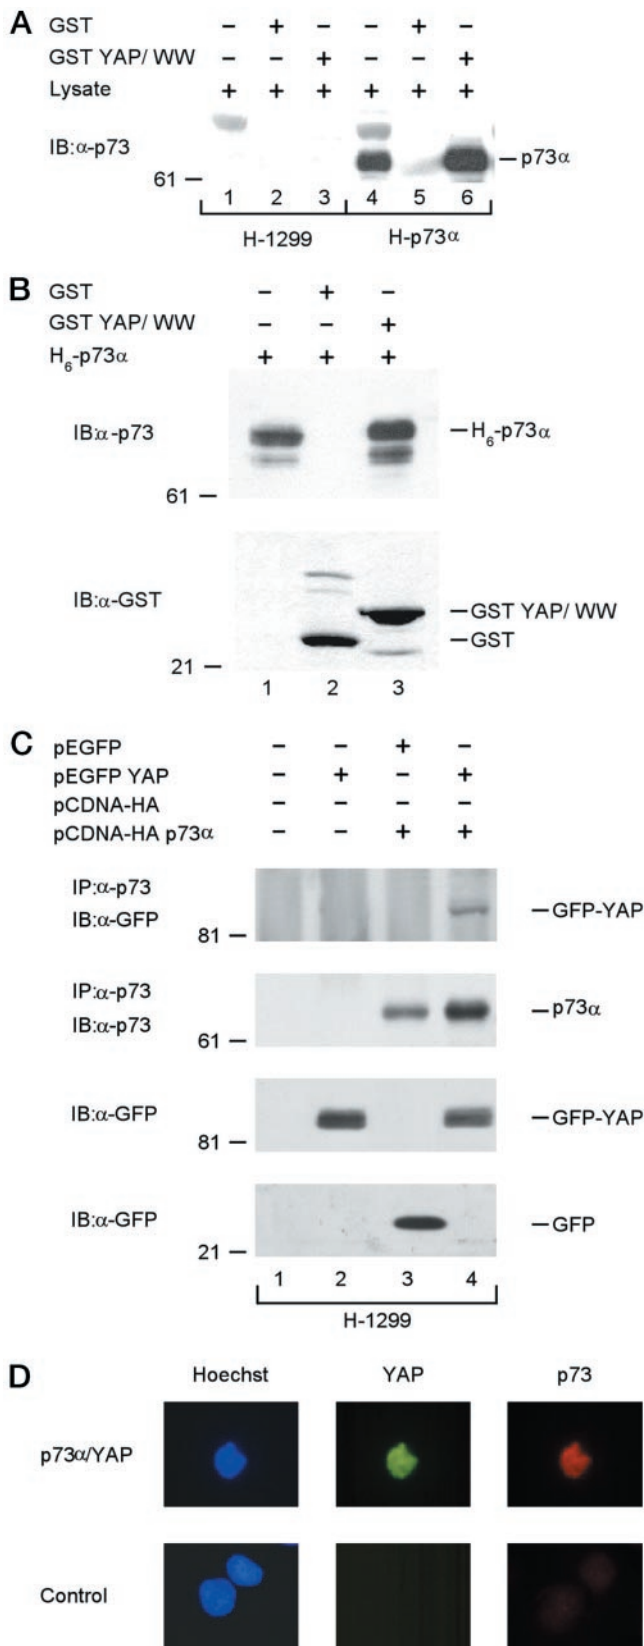 A GST – + – – + –
GST YAP/ WW – – + – – +
Lysate + + + + + +
IB:α-p73 – p73α
61 –
1 2 3 4 5 6
H-1299 H-p73α
B GST – + –
GST YAP/ WW – – +
H6-p73α + + +
IB:α-p73 – H6-p73α
61 –
IB:α-GST – GST YAP/ WW
– GST
21 –
1 2 3
C pEGFP – – + –
pEGFP YAP – + – +
pCDNA-HA – – – –
pCDNA-HA p73α – – + +
IP:α-p73
IB:α-GFP – GFP-YAP
81 –
IP:α-p73
IB:α-p73 – p73α
61 –
IB:α-GFP – GFP-YAP
81 –
IB:α-GFP – GFP
21 –
1 2 3 4
H-1299
D Hoechst YAP p73
p73α/YAP
Control